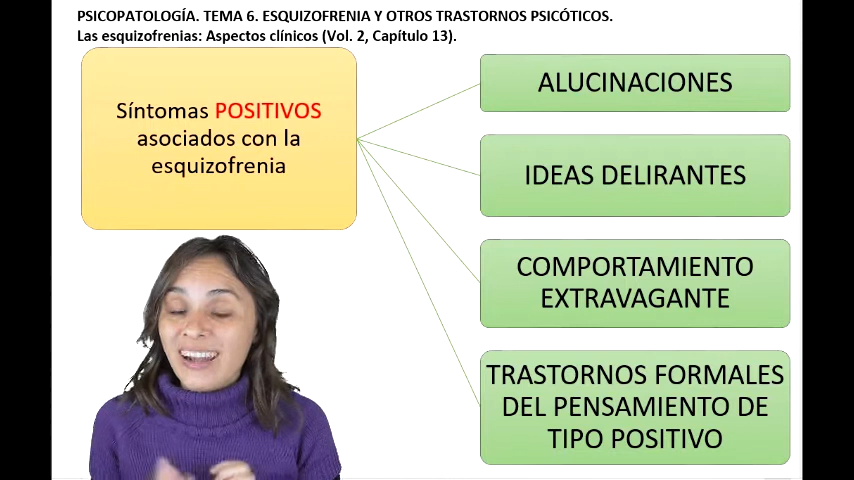 PSICOPATOLOGÍA. TEMA 6. ESQUIZOFRENIA Y OTROS TRASTORNOS PSICÓTICOS.
Las esquizofrenias: Aspectos clínicos (Vol. 2, Capítulo 13).
Síntomas POSITIVOS
asociados con la
esquizofrenia
ALUCINACIONES
IDEAS DELIRANTES
COMPORTAMIENTO
EXTRAVAGANTE
TRASTORNOS FORMALES
DEL PENSAMIENTO DE
TIPO POSITIVO